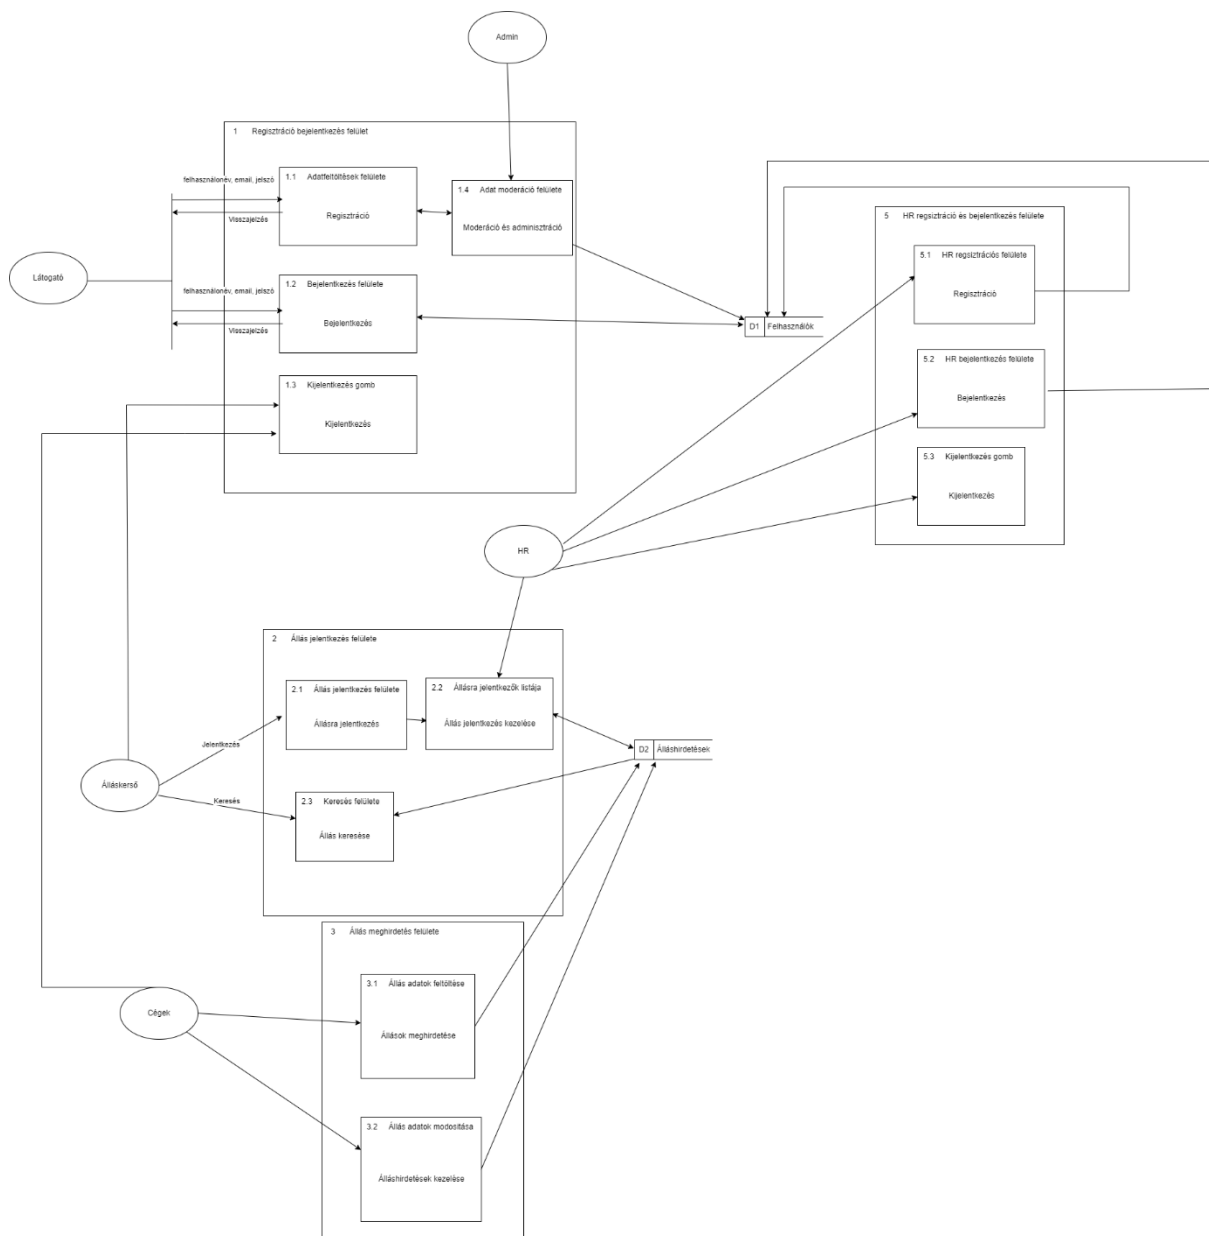 Admin
1 Regisztráció bejelentkezés felület
felhasználonév, email, jelszó
Visszajelzés
1.1 Adatfeltöltések felülete
Regisztráció
1.4 Adat moderáció felülete
Moderáció és adminisztráció
Látogató
felhasználonév, email, jelszó
Visszajelzés
1.2 Bejelentkezés felülete
Bejelentkezés
1.3 Kijelentkezés gomb
Kijelentkezés
D1 Felhasználók
5 HR regsiztráció és bejelentkezés felülete
5.1 HR regsiztrációs felülete
Regisztráció
5.2 HR bejelentkezés felülete
Bejelentkezés
5.3 Kijelentkezés gomb
Kijelentkezés
HR
2 Állás jelentkezés felülete
2.1 Állás jelentkezés felülete
Állásra jelentkezés
2.2 Állásra jelentkezők listája
Állás jelentkezés kezelése
Jelentkezés
Álláskerső
Keresés
2.3 Keresés felülete
Állás keresése
D2 Álláshirdetések
3 Állás meghirdetés felülete
3.1 Állás adatok feltöltése
Állások meghirdetése
Cégek
3.2 Állás adatok modosítása
Álláshirdetések kezelése